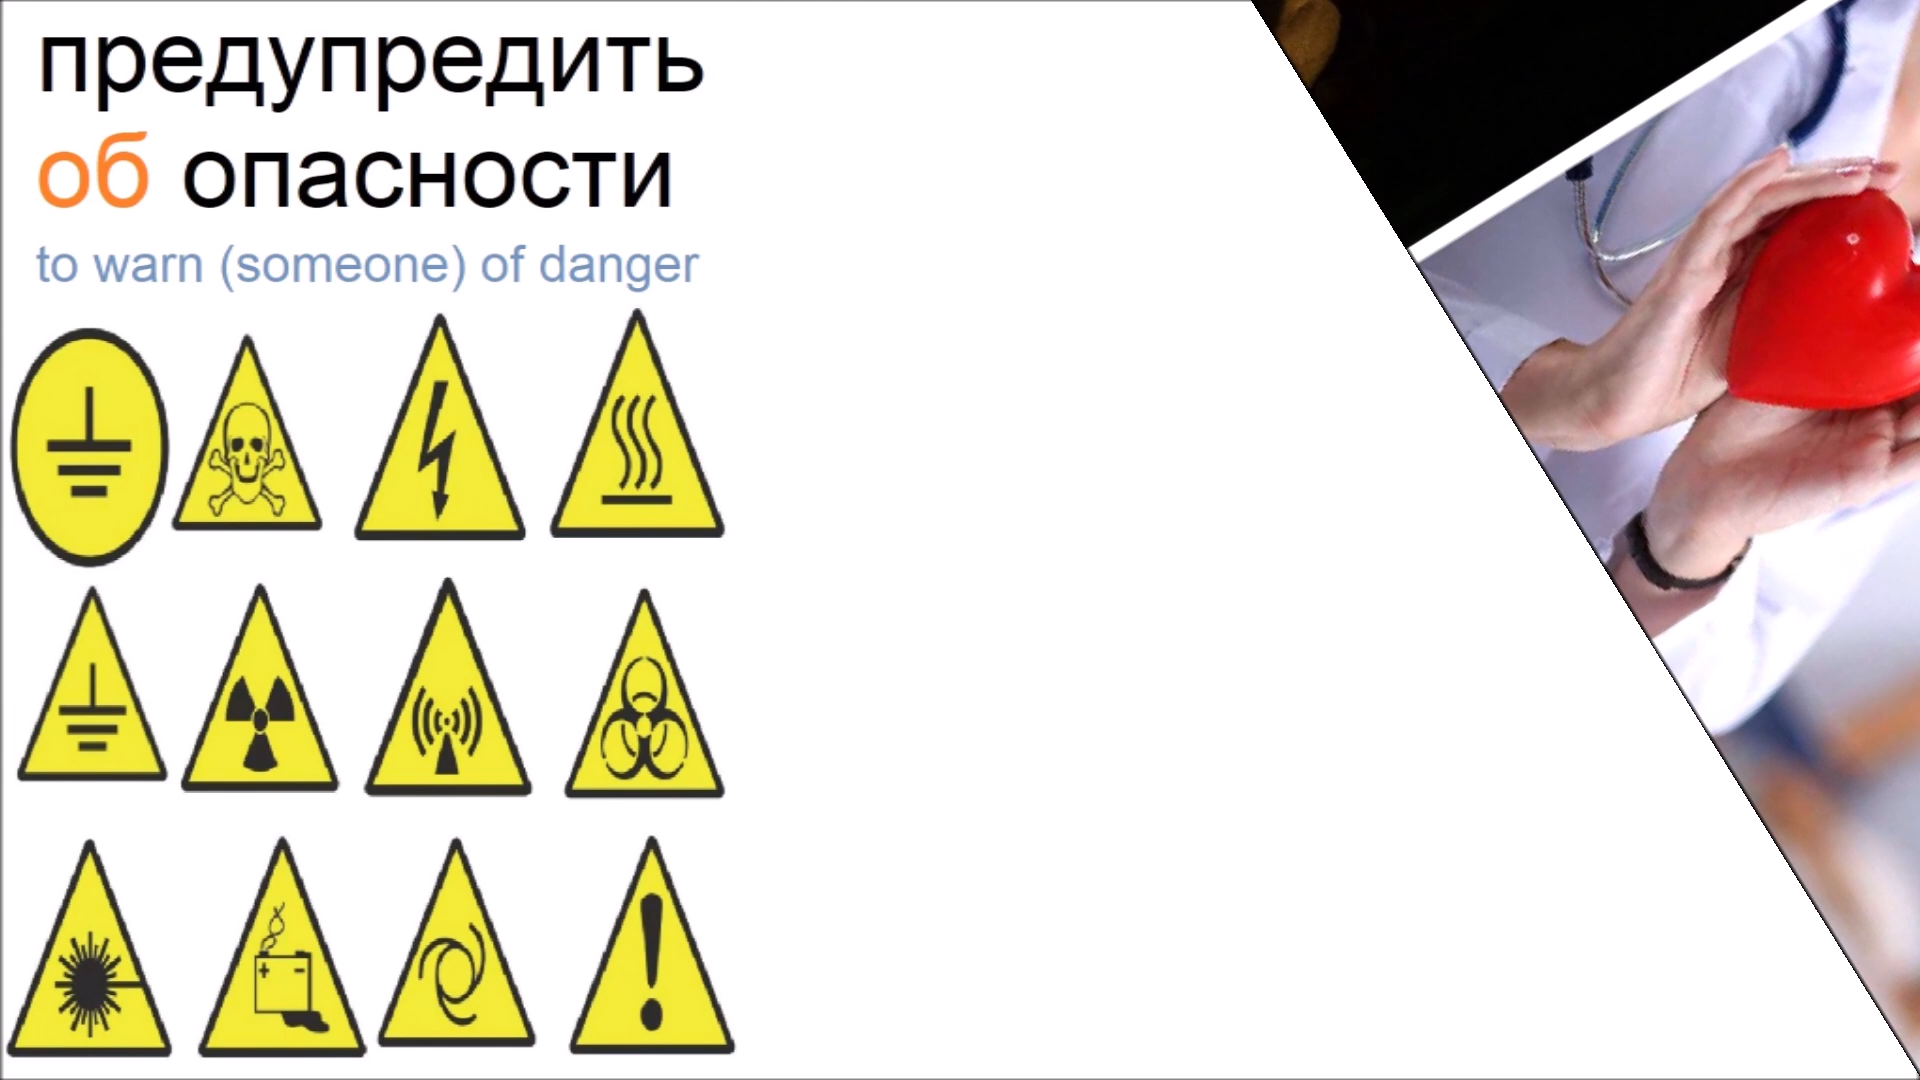 предупредить
об опасности
to warn (someone) of danger